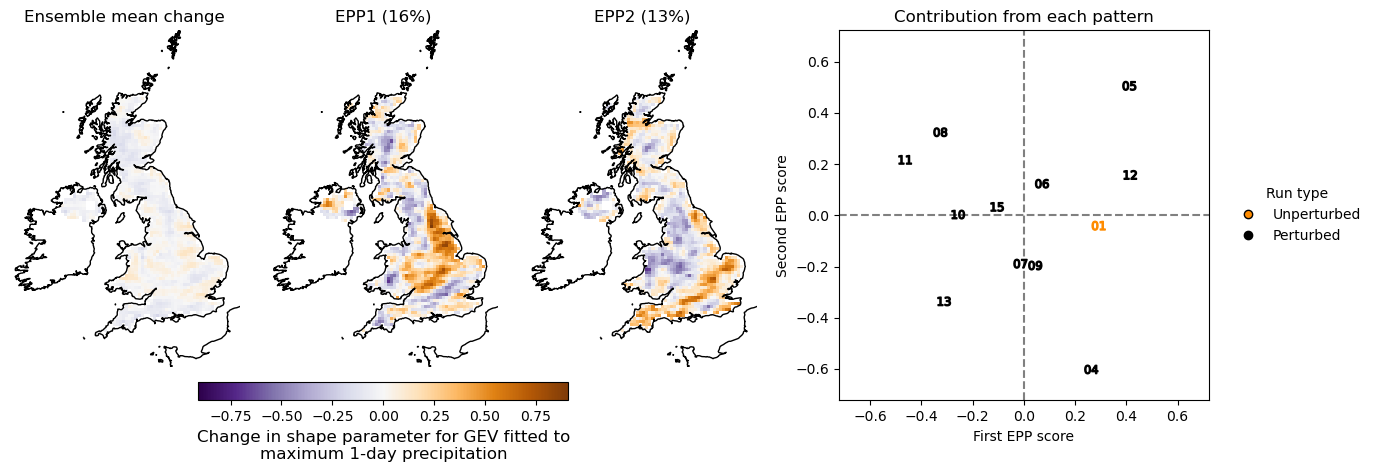 Ensemble mean change
EPP1 (16%)
EPP2 (13%)
−0.75 −0.50 −0.25 0.00 0.25 0.50 0.75
Change in shape parameter for GEV fitted to
maximum 1-day precipitation
Contribution from each pattern
Second EPP score
0.6
0.4
0.2
0.0
−0.2
−0.4
−0.6
05
08
11
12
06
15
10
01
07
09
13
04
−0.6 −0.4 −0.2 0.0 0.2 0.4 0.6
First EPP score
Run type
Unperturbed
Perturbed